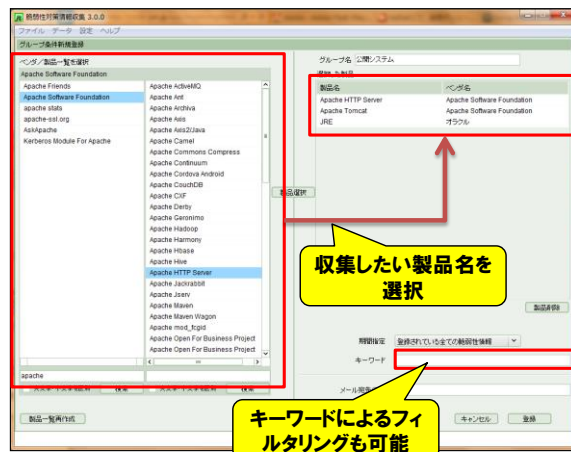 脆弱性対策情報収集 3.0.0
ファイル データ 設定 ヘルプ
グループ条件新規登録
ベンダ/製品一覧を選択
Apache Software Foundation
Apache Friends
Apache Software Foundation
apache stats
apache-ssl.org
AskApache
Kerberos Module For Apache
Apache ActiveMQ
Apache Ant
Apache Archiva
Apache Axis
Apache Axis2/Java
Apache Camel
Apache Commons Compress
Apache Continuum
Apache Cordova Android
Apache CouchDB
Apache CXF
Apache Derby
Apache Geronimo
Apache Hadoop
Apache Harmony
Apache Hbase
Apache Hive
Apache HTTP Server
Apache Jackrabbit
Apache Jserv
Apache Maven
Apache Maven Wagon
Apache mod_fcgid
Apache Open For Business Project
Apache Open For Business Project
apache
製品一覧再作成
製品選択
グループ名 公開システム
製品名 ベンダ名
Apache HTTP Server Apache Software Foundation
Apache Tomcat Apache Software Foundation
JRE オラクル
収集したい製品名を
選択
製品削除
期間指定 登録されている全ての脆弱性情報
キーワード
キーワードによるフィ
ルタリングも可能
キャンセル 登録